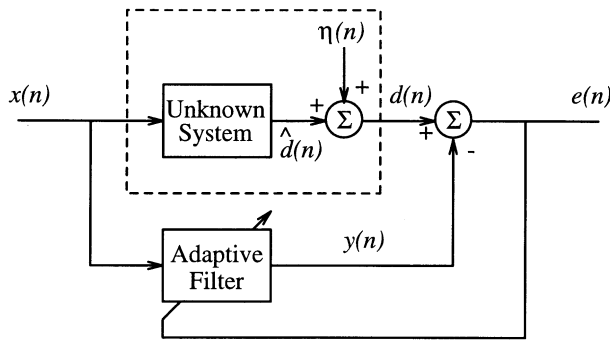 η(n)
x(n)
+
d(n)
e(n)
Unknown
System
+
Σ
+
Σ
d̂(n)
-
Adaptive
Filter
y(n)